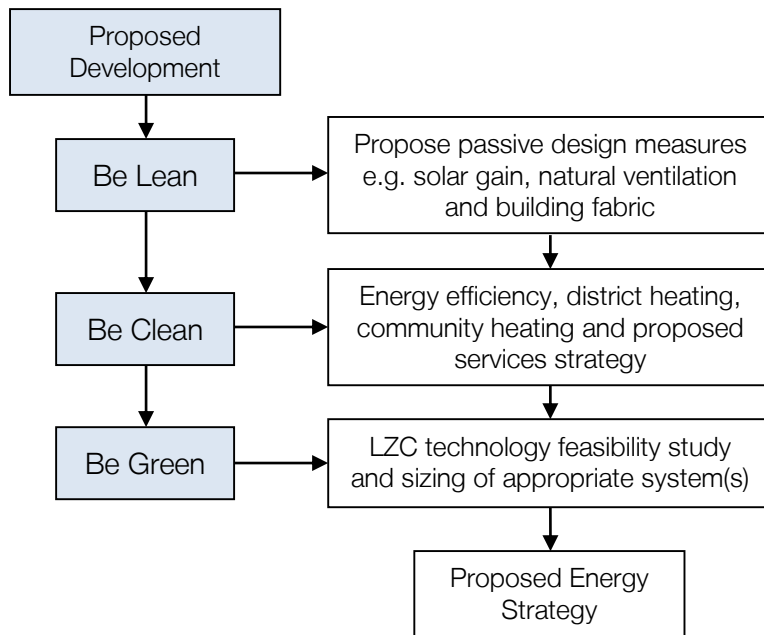 Proposed
Development
Be Lean
Propose passive design measures
e.g. solar gain, natural ventilation
and building fabric
Be Clean
Energy efficiency, district heating,
community heating and proposed
services strategy
Be Green
LZC technology feasibility study
and sizing of appropriate system(s)
Proposed Energy
Strategy